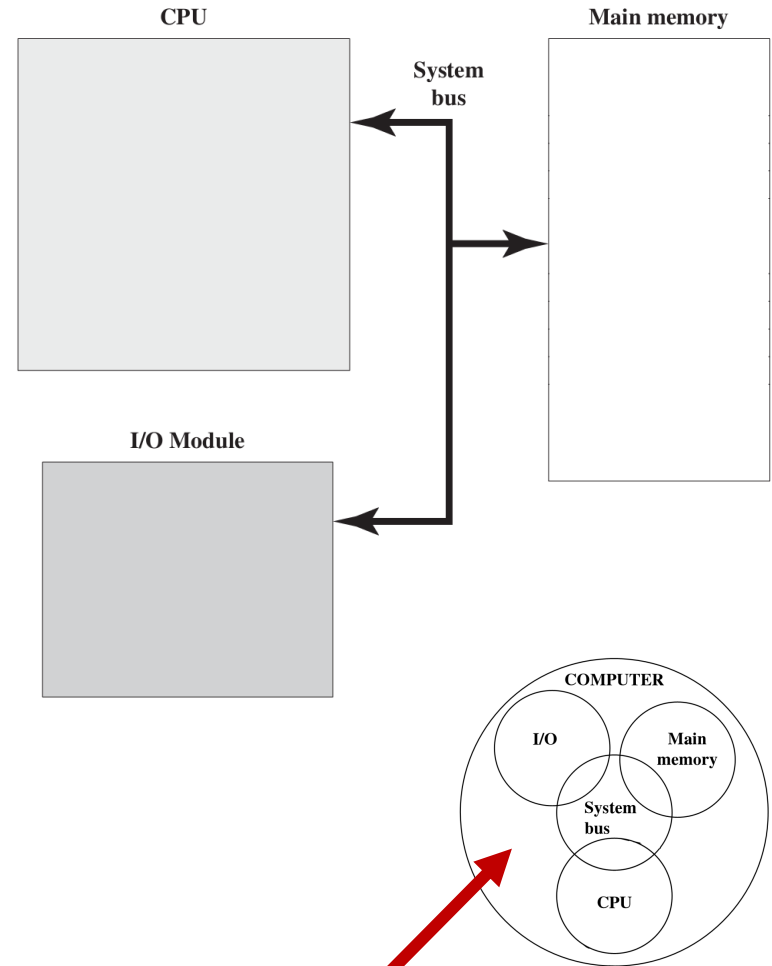 CPU
Main memory
System
bus
I/O Module
COMPUTER
I/O
Main
memory
System
bus
CPU